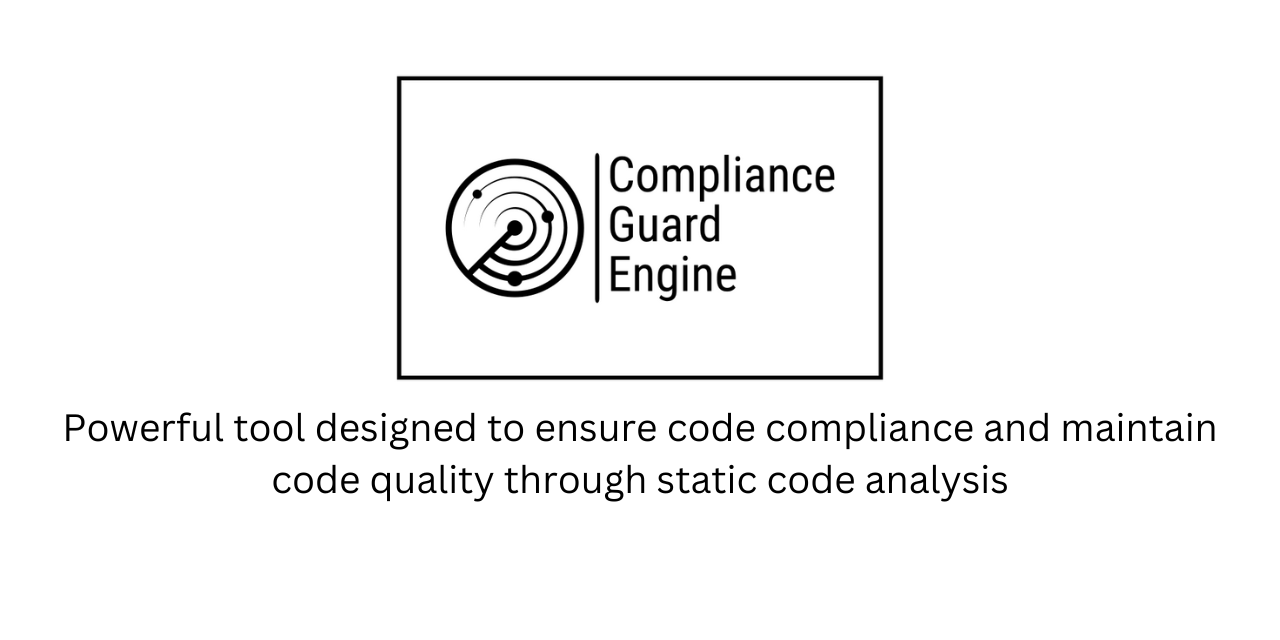 Compliance
Guard
Engine
Powerful tool designed to ensure code compliance and maintain
code quality through static code analysis